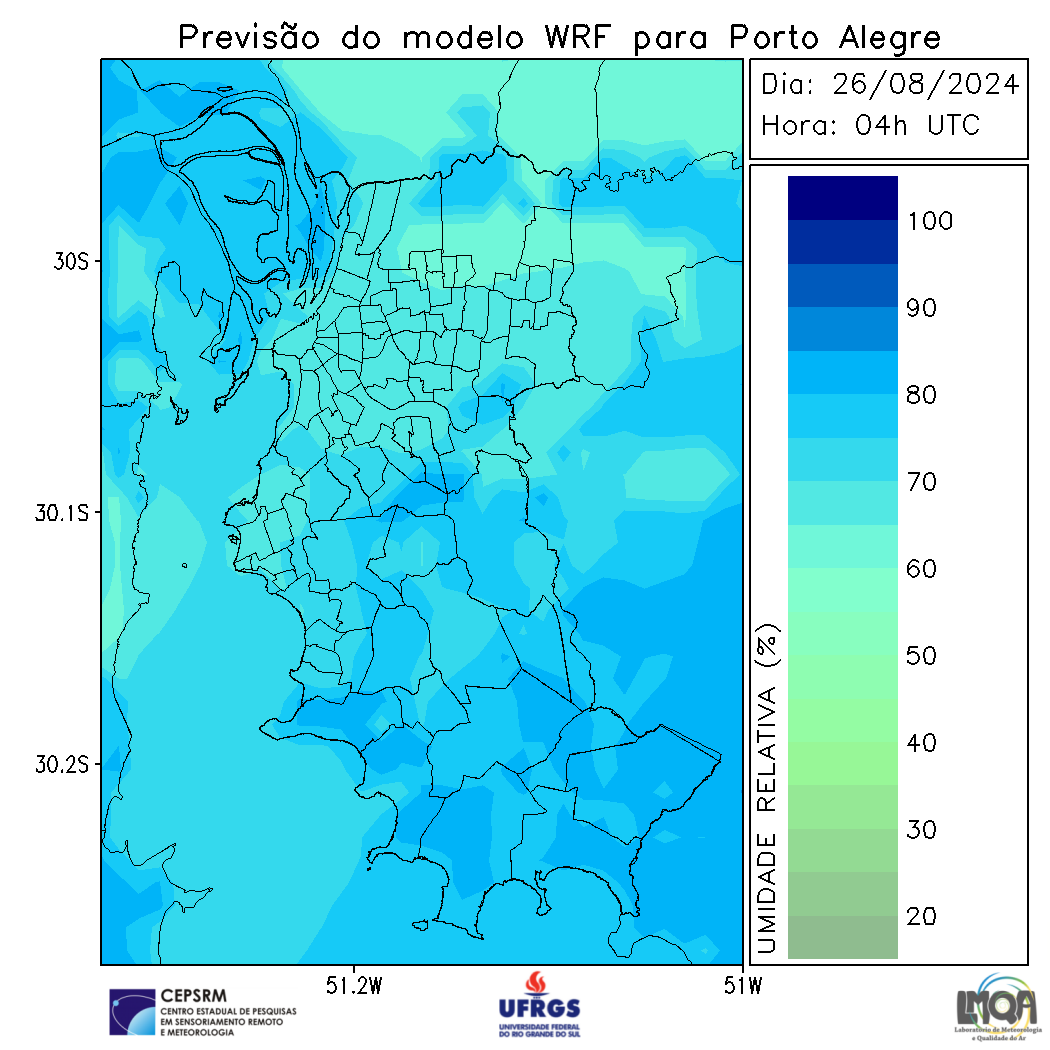 Previsão do modelo WRF para Porto Alegre
Dia: 26/08/2024
Hora: 04h UTC
100
90
80
70
60
50
40
30
20
UMIDADE RELATIVA (%)
30S
30.1S
30.2S
51.2W
51W
CEPSRM
CENTRO ESTADUAL DE PESQUISAS
EM SENSORIAMENTO REMOTO
E METEOROLOGIA
UFRGS
UNIVERSIDADE FEDERAL
DO RIO GRANDE DO SUL
LMQA
Laboratório de Meteorologia
e Qualidade do Ar